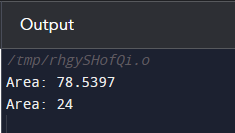 Output
/tmp/rhgySHofQi.o
Area: 78.5397
Area: 24